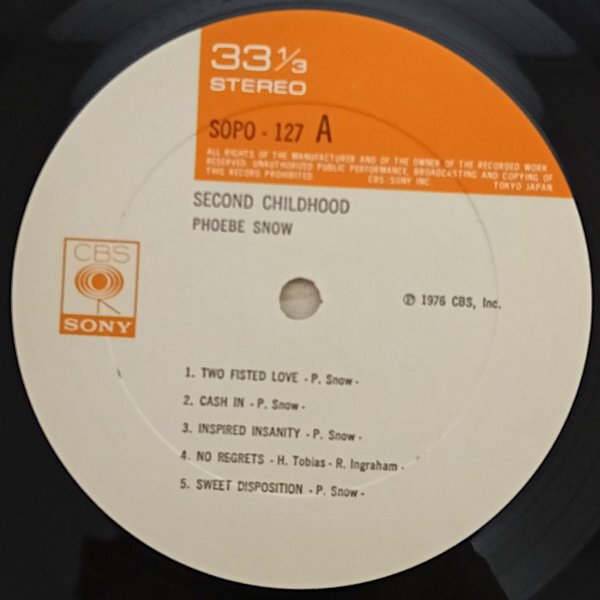 33 1/3
STEREO
SOPO - 127 A
ALL RIGHTS OF THE MANUFACTURER AND OF THE OWNER OF THE RECORDED WORK
RESERVED. UNAUTHORIZED PUBLIC PERFORMANCE, BROADCASTING AND COPYING OF
THIS RECORD PROHIBITED. CBS/SONY INC. TOKYO JAPAN
SECOND CHILDHOOD
PHOEBE SNOW
CBS
SONY
℗ 1976 CBS, Inc.
1. TWO FISTED LOVE - P. Snow -
2. CASH IN - P. Snow -
3. INSPIRED INSANITY - P. Snow -
4. NO REGRETS - H. Tobias - R. Ingraham -
5. SWEET DISPOSITION - P. Snow -